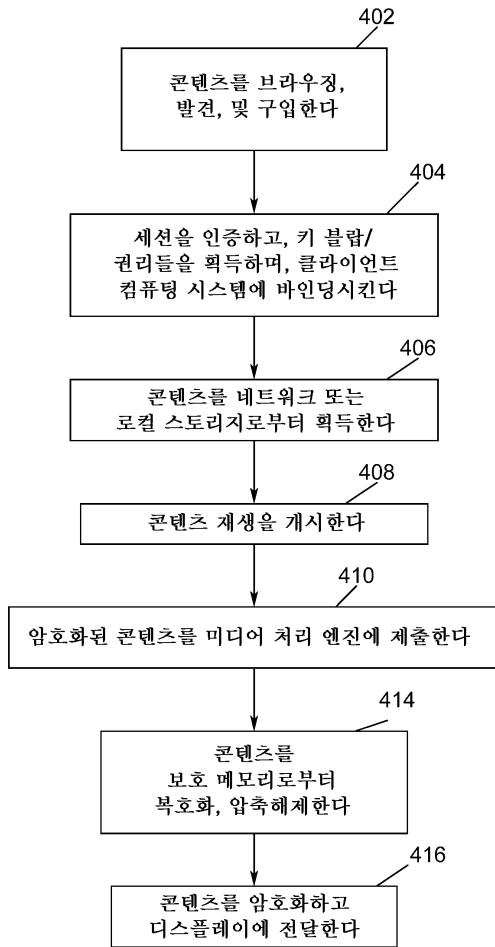 402
콘텐츠를 브라우징,
발견, 및 구입한다
404
세션을 인증하고, 키 블랍/
권리들을 획득하며, 클라이언트
컴퓨팅 시스템에 바인딩시킨다
406
콘텐츠를 네트워크 또는
로컬 스토리지로부터 획득한다
408
콘텐츠 재생을 개시한다
410
암호화된 콘텐츠를 미디어 처리 엔진에 제출한다
414
콘텐츠를
보호 메모리로부터
복호화, 압축해제한다
416
콘텐츠를 암호화하고
디스플레이에 전달한다